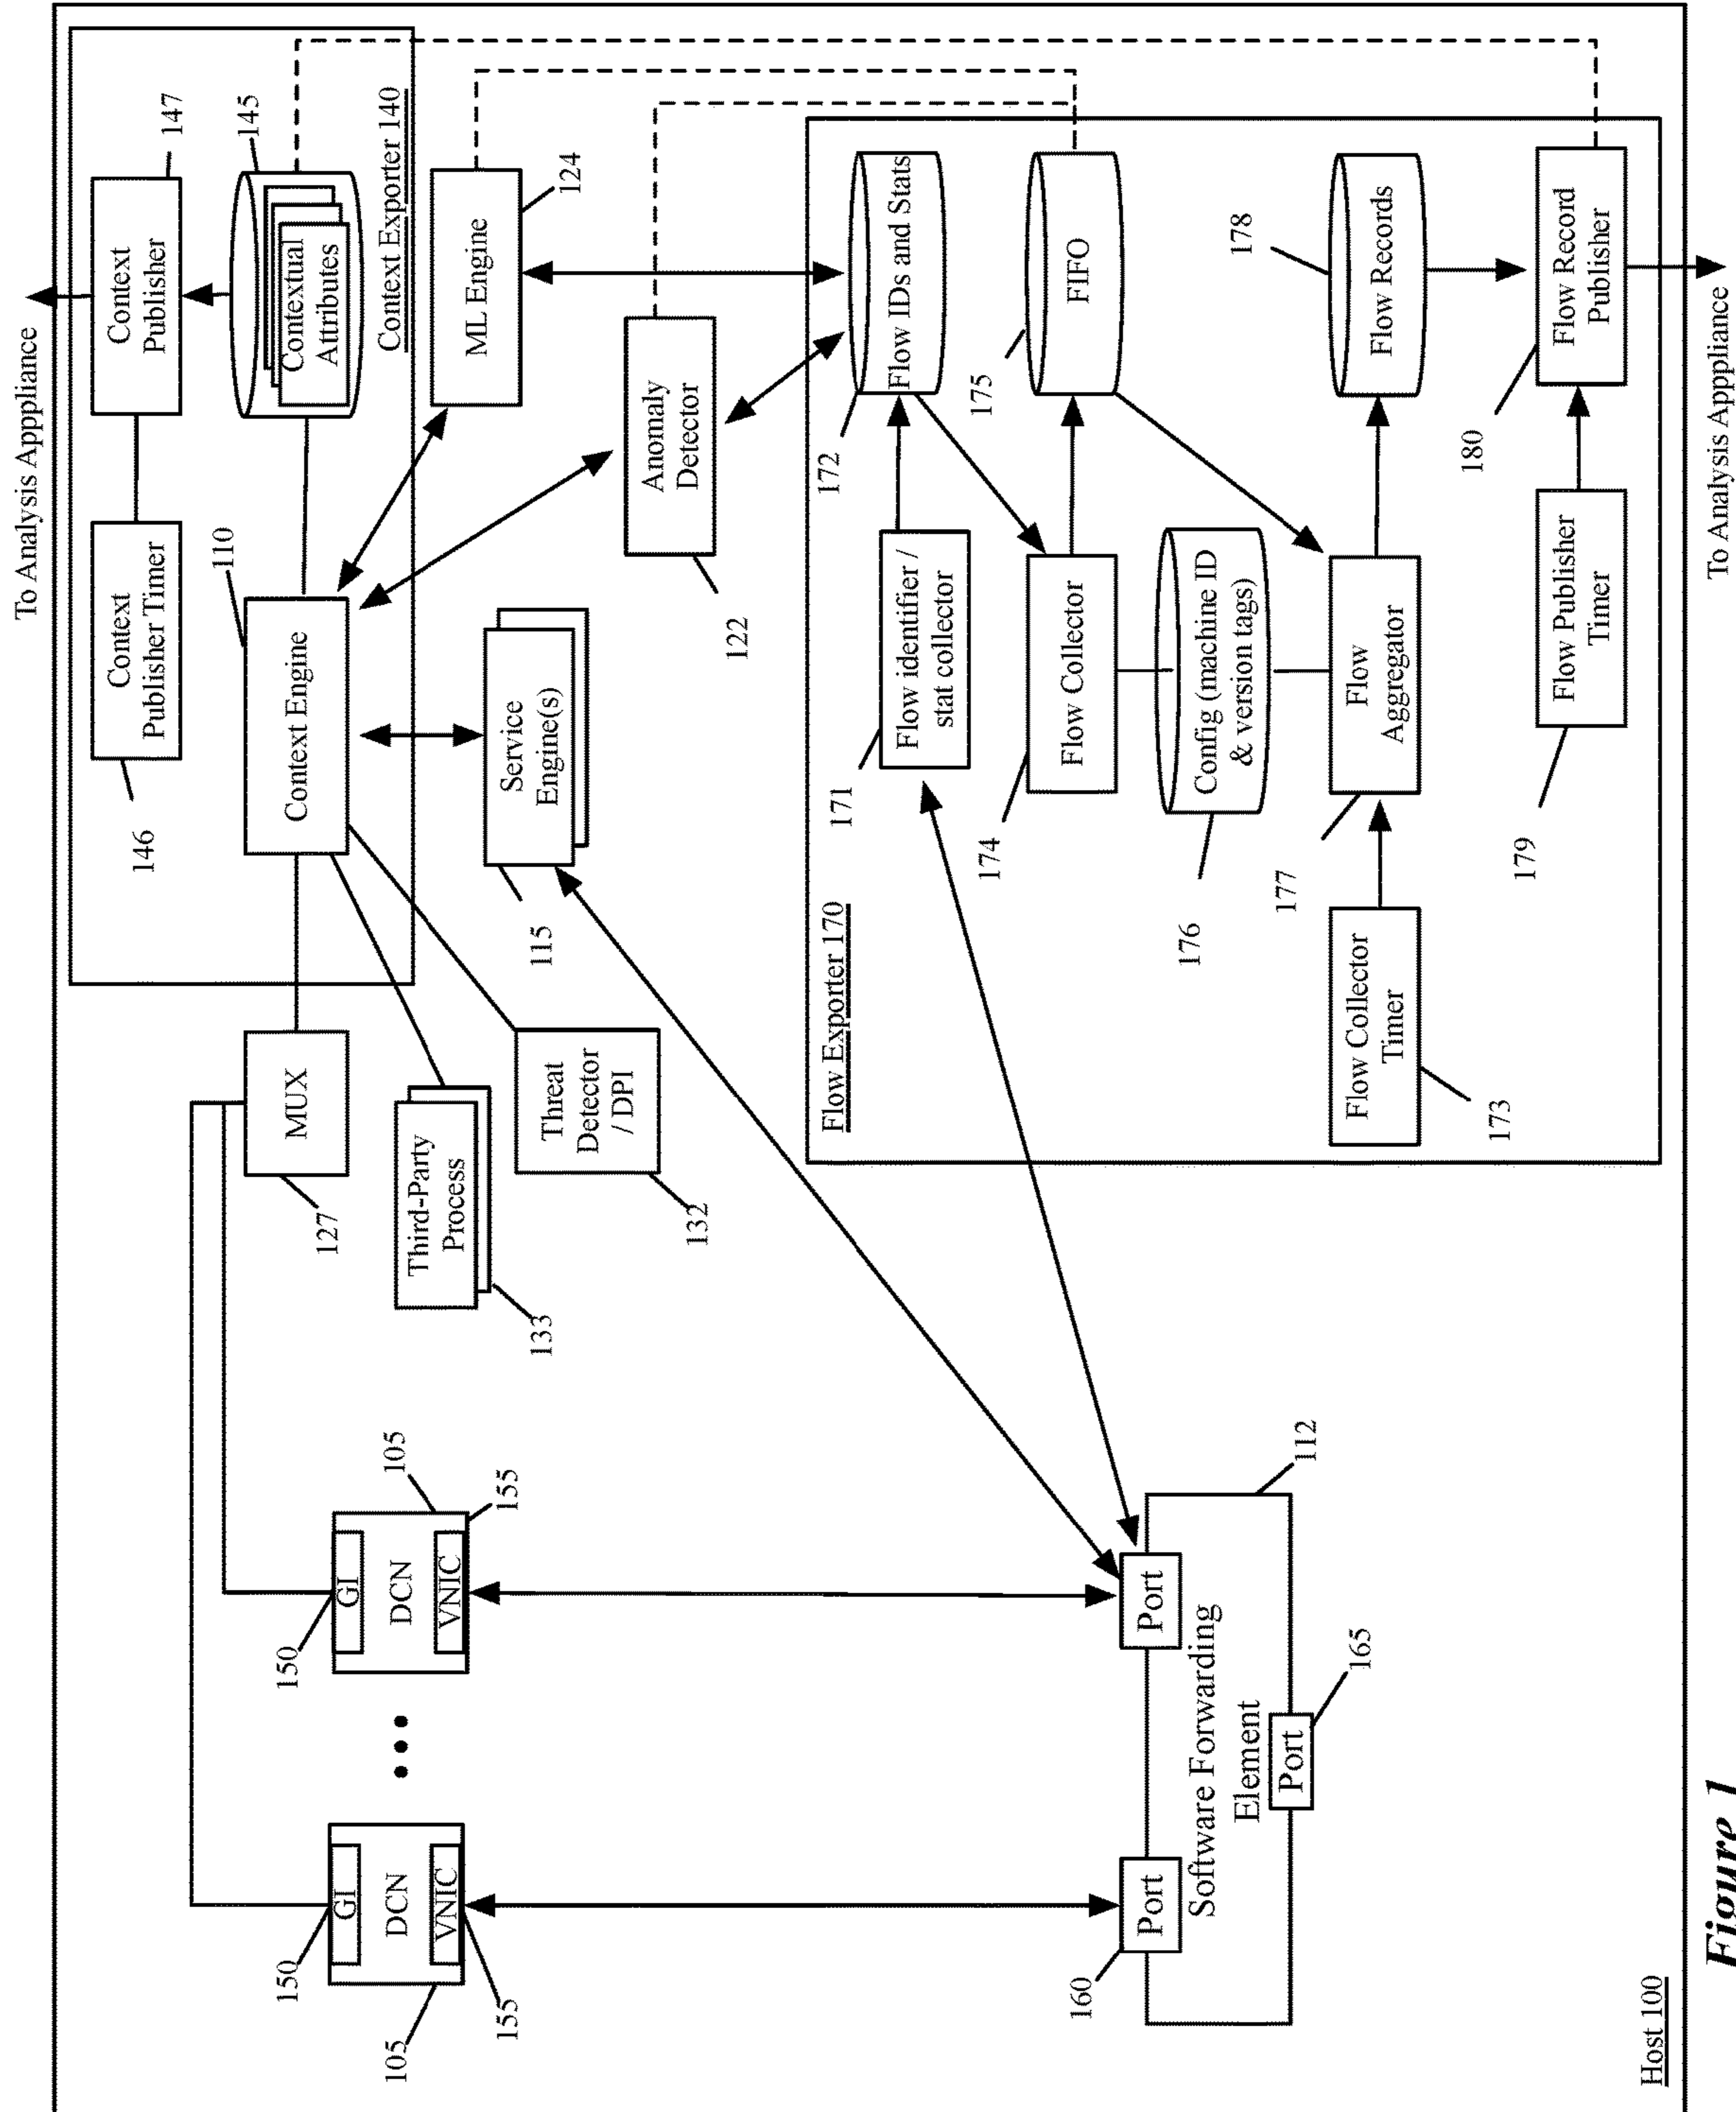 To Analysis Apppliance
Context
Publisher Timer
146
Context
Publisher
147
110
Context Engine
Contextual
Attributes
145
Context Exporter 140
MUX
127
Third-Party
Process
133
Threat
Detector
/ DPI
132
Service
Engine(s)
115
Anomaly
Detector
122
ML Engine
124
150
GI
DCN
VNIC
105
155
150
GI
DCN
VNIC
105
155
Port
160
Port
Software Forwarding
Element
Port
165
112
Flow Exporter 170
Flow identifier /
stat collector
171
Flow IDs and Stats
172
Flow Collector
174
FIFO
175
Config (machine ID
& version tags)
176
Flow Collector
Timer
173
Flow
Aggregator
177
Flow Records
178
Flow Publisher
Timer
179
Flow Record
Publisher
180
Host 100
To Analysis Appliance
Figure 1